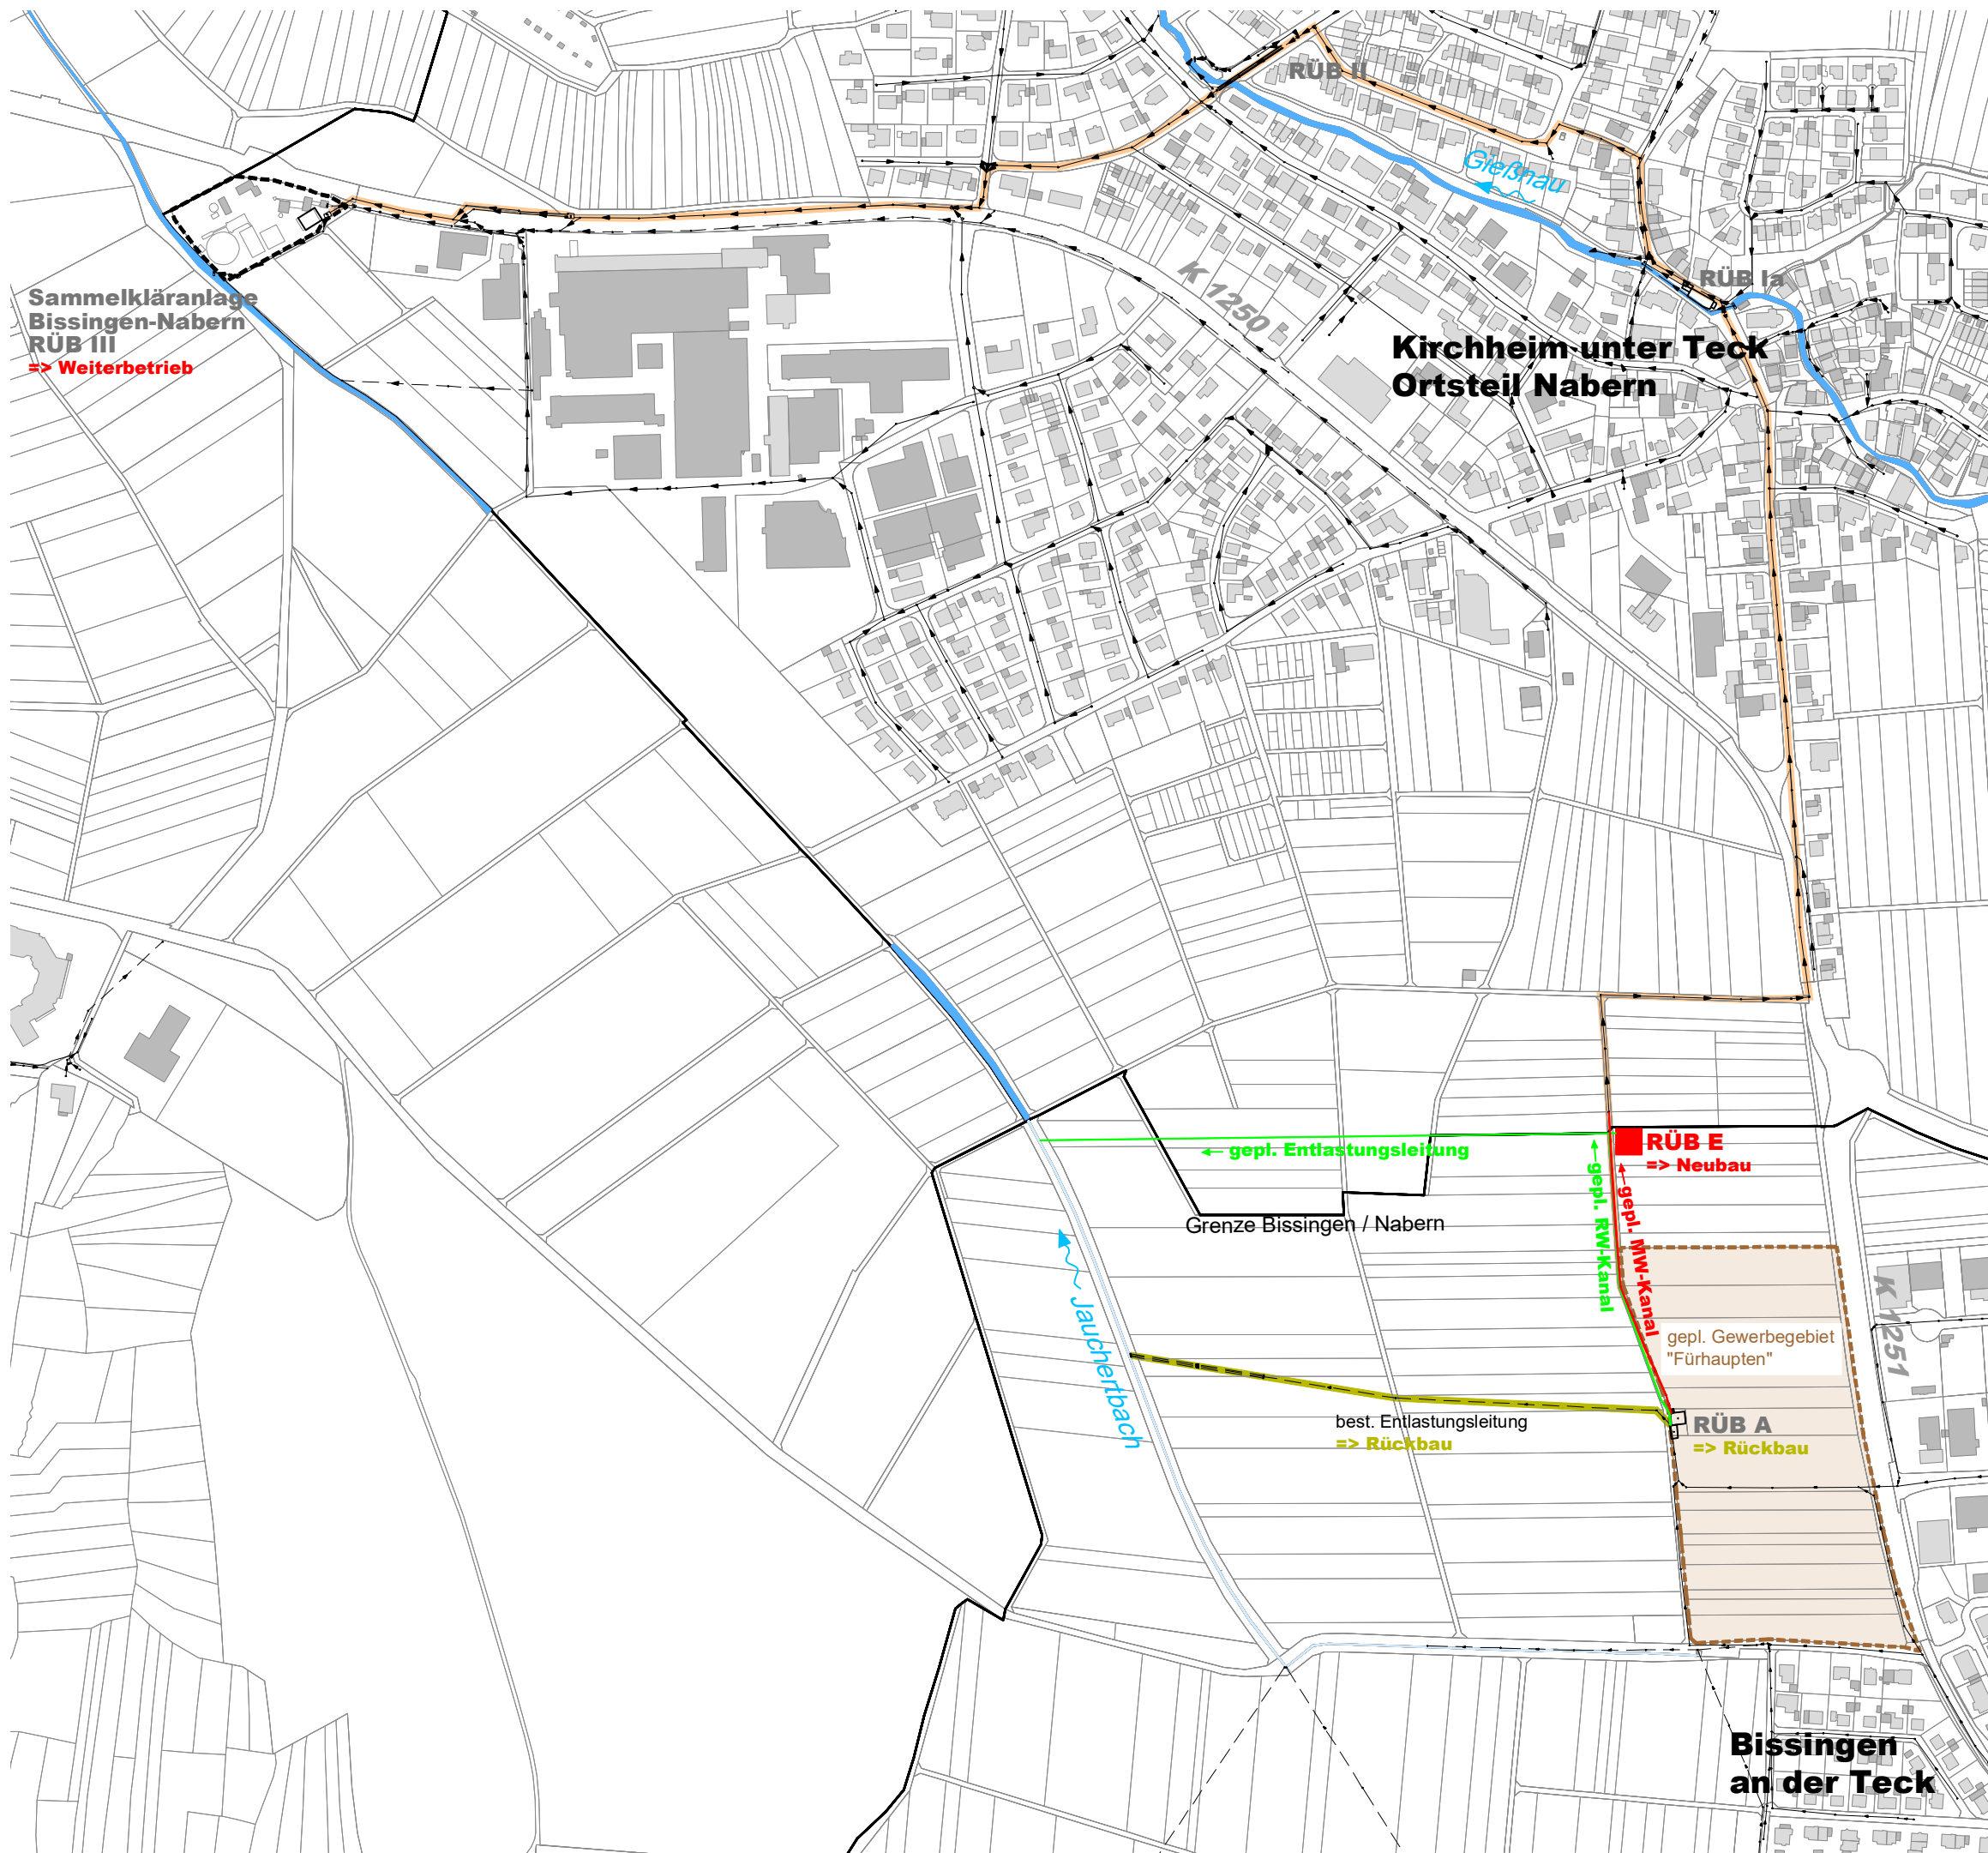 RÜB II
Gießnau
RÜB Ia
K 1250
Sammelkläranlage
Bissingen-Nabern
RÜB III
=> Weiterbetrieb
Kirchheim unter Teck
Ortsteil Nabern
RÜB E
=> Neubau
gepl. Entlastungsleitung
gepl. RW-Kanal
gepl. MW-Kanal
Grenze Bissingen / Nabern
Jauchertbach
K 1251
gepl. Gewerbegebiet
"Fürhaupten"
best. Entlastungsleitung
=> Rückbau
RÜB A
=> Rückbau
Bissingen
an der Teck